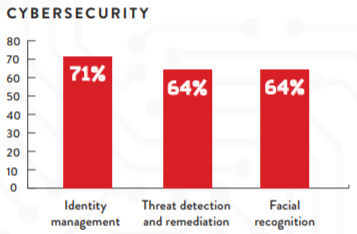 CYBERSECURITY
80
70
60
50
40
30
20
10
0
71%
64%
64%
Identity
management
Threat detection
and remediation
Facial
recognition